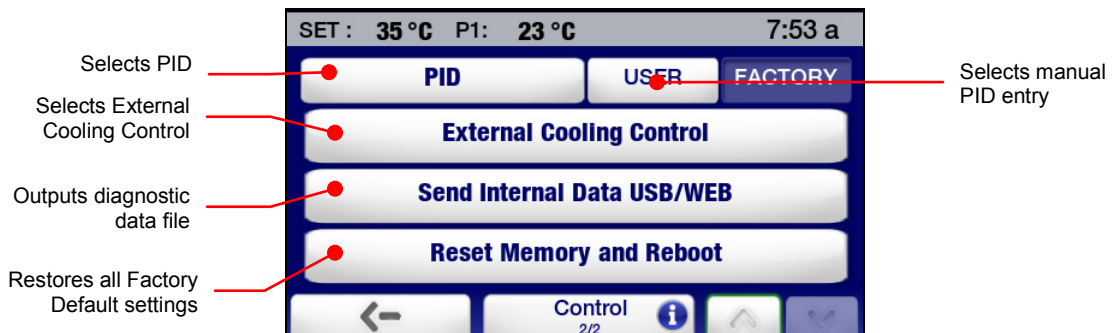 SET : 35 °C P1: 23 °C 7:53 a
Selects PID
PID USER FACTORY
Selects manual
PID entry
Selects External
Cooling Control
External Cooling Control
Outputs diagnostic
data file
Send Internal Data USB/WEB
Restores all Factory
Default settings
Reset Memory and Reboot
Control
2/2